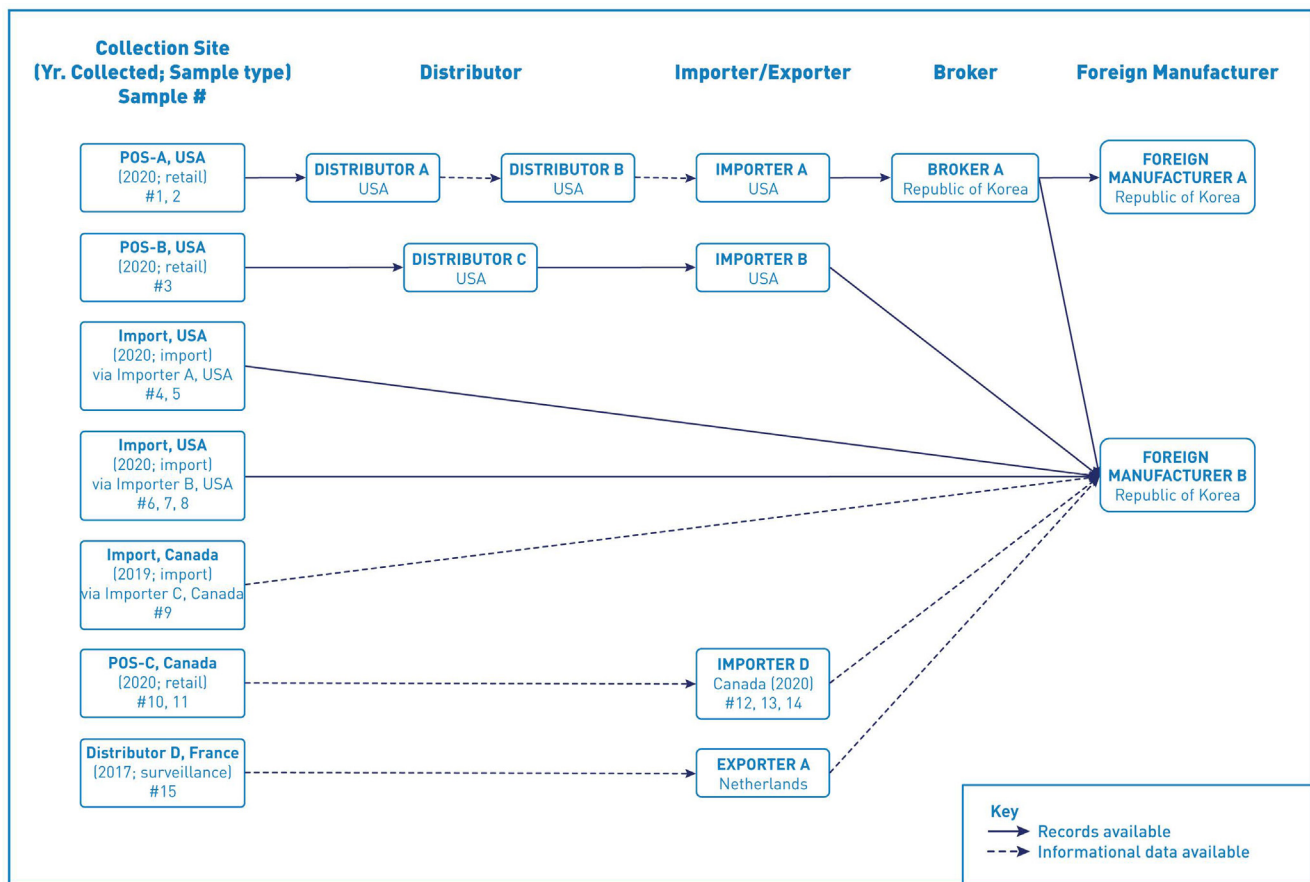 Collection Site
(Yr. Collected; Sample type)
Sample #
Distributor
Importer/Exporter
Broker
Foreign Manufacturer
POS-A, USA
(2020; retail)
#1, 2
DISTRIBUTOR A
USA
DISTRIBUTOR B
USA
IMPORTER A
USA
BROKER A
Republic of Korea
FOREIGN
MANUFACTURER A
Republic of Korea
POS-B, USA
(2020; retail)
#3
DISTRIBUTOR C
USA
IMPORTER B
USA
Import, USA
(2020; import)
via Importer A, USA
#4, 5
Import, USA
(2020; import)
via Importer B, USA
#6, 7, 8
FOREIGN
MANUFACTURER B
Republic of Korea
Import, Canada
(2019; import)
via Importer C, Canada
#9
POS-C, Canada
(2020; retail)
#10, 11
IMPORTER D
Canada (2020)
#12, 13, 14
Distributor D, France
(2017; surveillance)
#15
EXPORTER A
Netherlands
Key
Records available
Informational data available